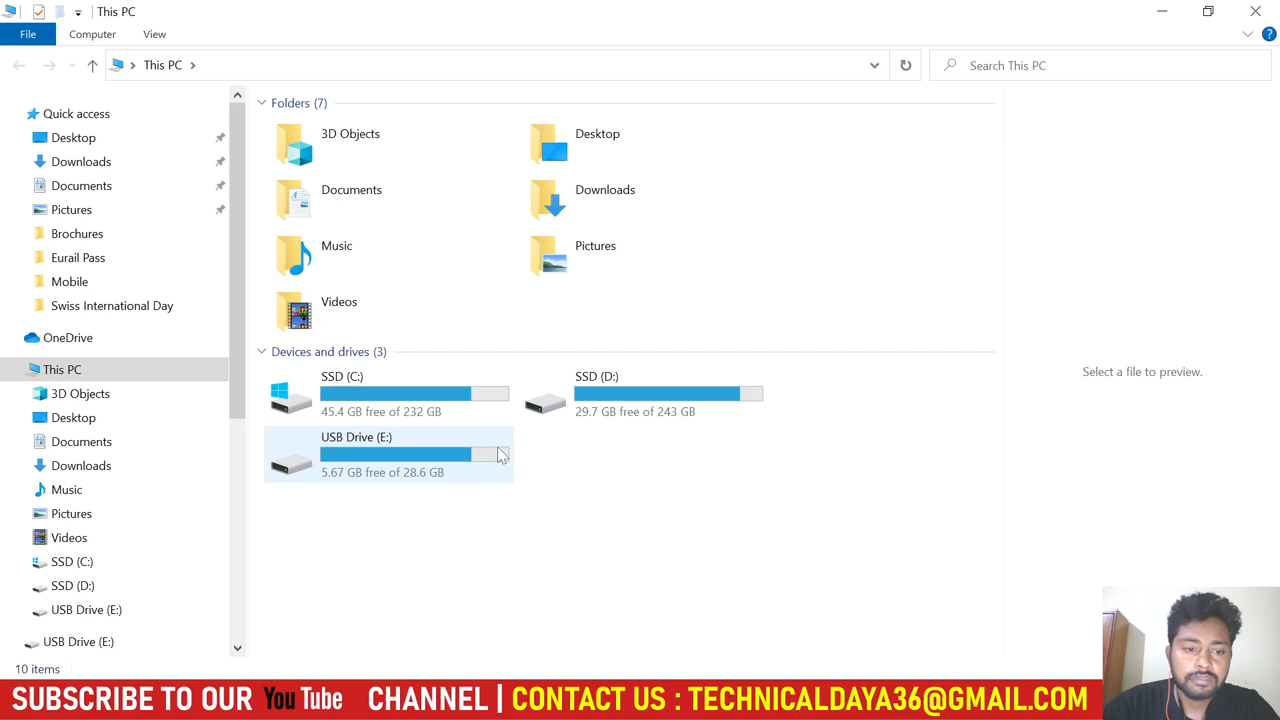 This PC
File
Computer
View
This PC
Search This PC
Quick access
Desktop
Downloads
Documents
Pictures
Brochures
Eurail Pass
Mobile
Swiss International Day
OneDrive
This PC
3D Objects
Desktop
Documents
Downloads
Music
Pictures
Videos
SSD (C:)
SSD (D:)
USB Drive (E:)
USB Drive (E:)
Folders (7)
3D Objects
Desktop
Documents
Downloads
Music
Pictures
Videos
Devices and drives (3)
SSD (C:)
45.4 GB free of 232 GB
SSD (D:)
29.7 GB free of 243 GB
USB Drive (E:)
5.67 GB free of 28.6 GB
Select a file to preview.
10 items
SUBSCRIBE TO OUR YouTube CHANNEL | CONTACT US : TECHNICALDAYA36@GMAIL.COM